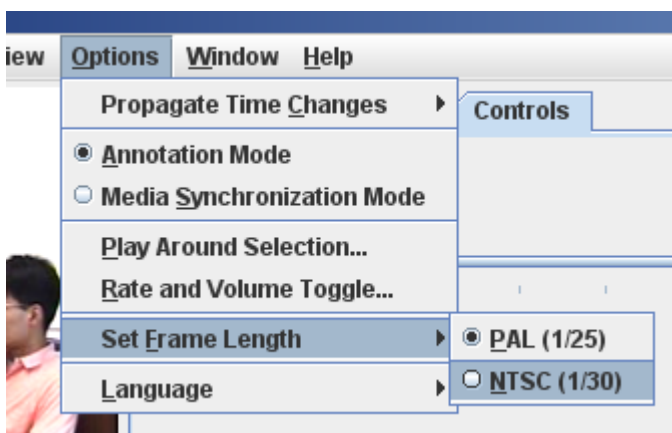 iew Options Window Help
Propagate Time Changes
Controls
Annotation Mode
Media Synchronization Mode
Play Around Selection...
Rate and Volume Toggle...
Set Frame Length
PAL (1/25)
NTSC (1/30)
Language